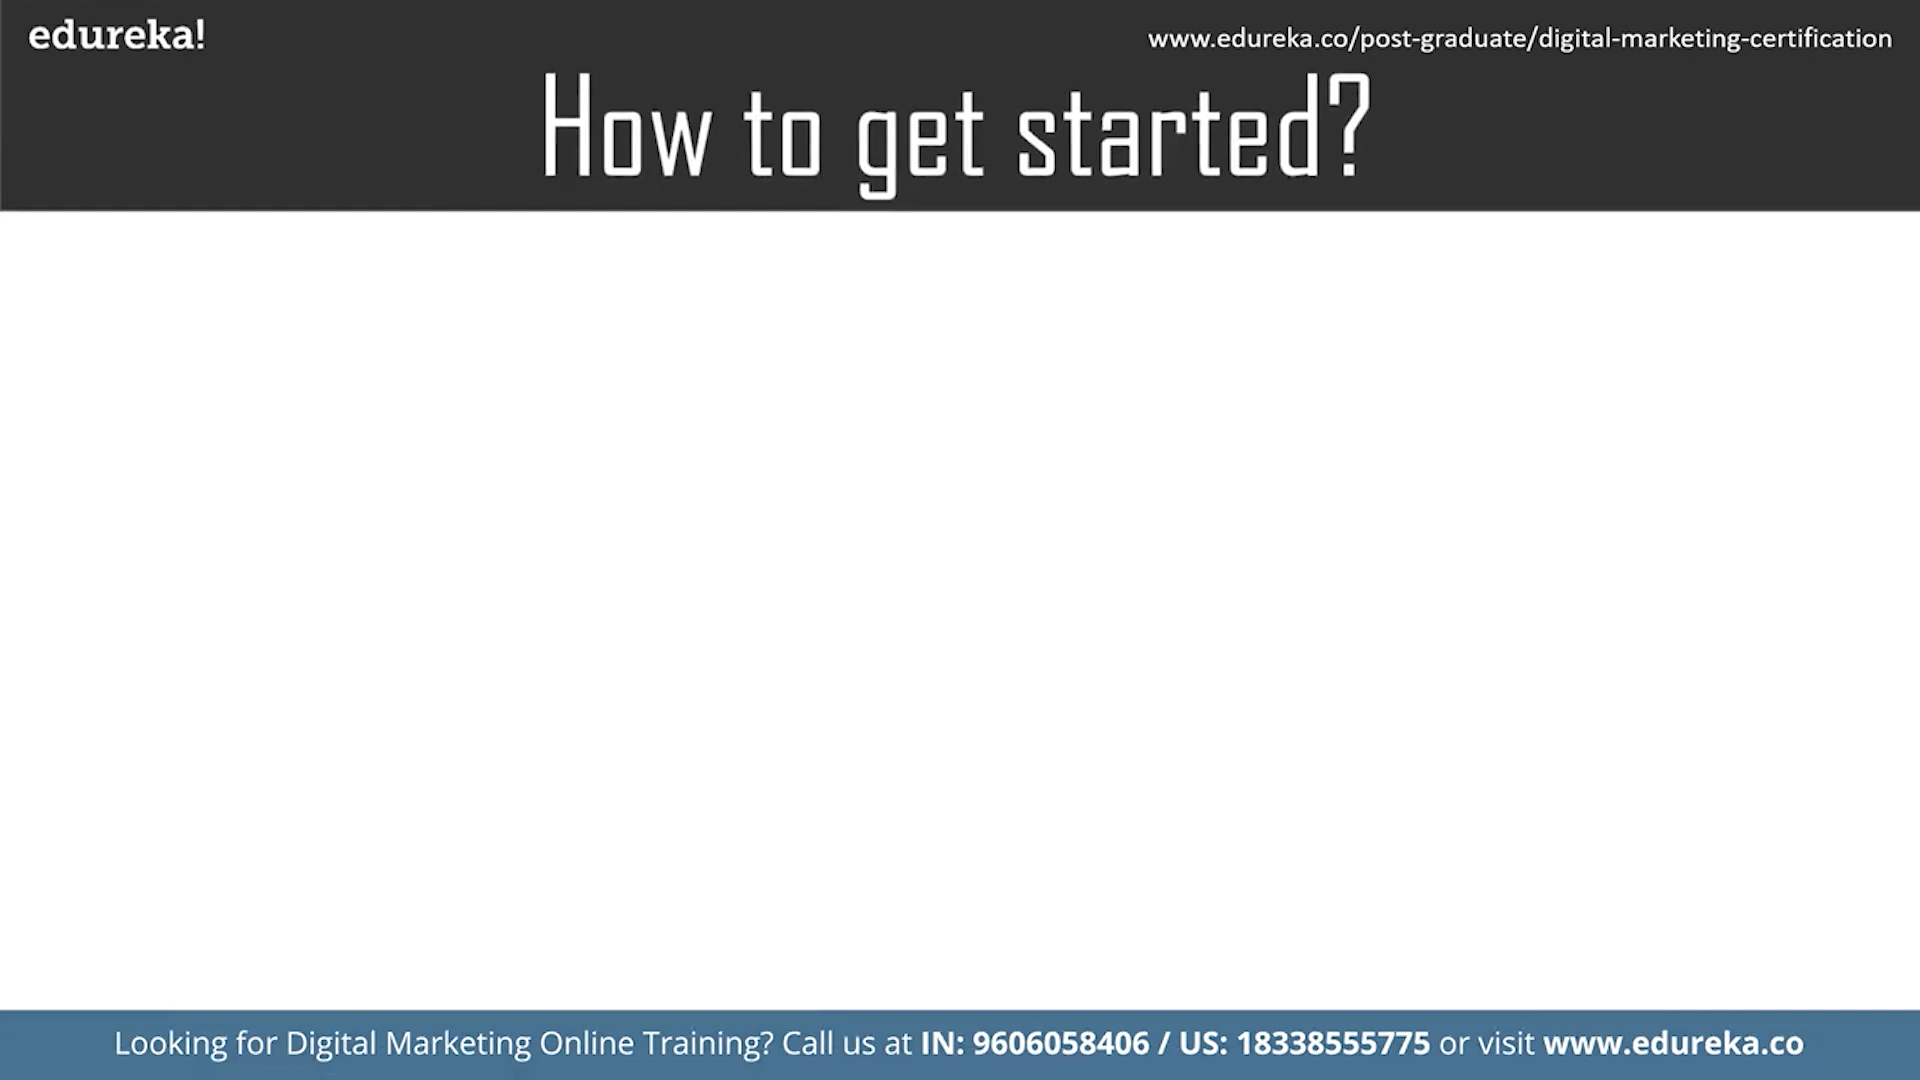 edureka!
www.edureka.co/post-graduate/digital-marketing-certification
How to get started?
Looking for Digital Marketing Online Training? Call us at IN: 9606058406 / US: 18338555775 or visit www.edureka.co